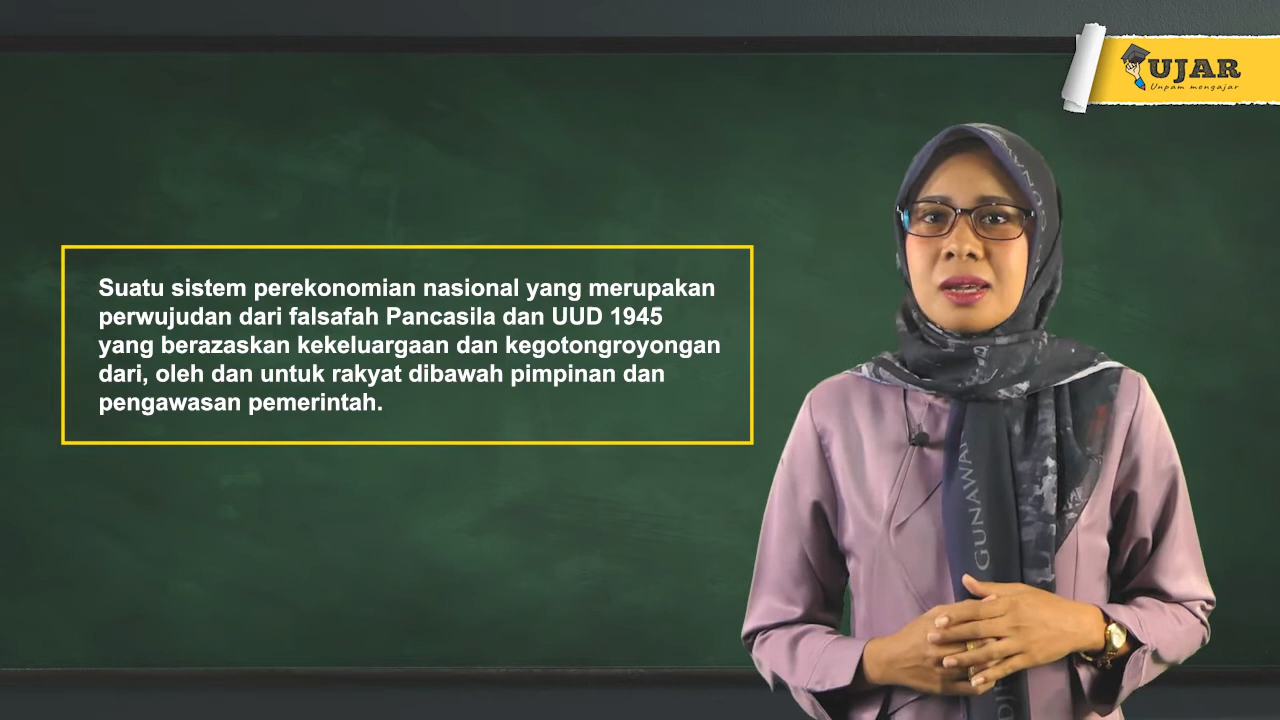 UJAR
Unpam mengajar
Suatu sistem perekonomian nasional yang merupakan
perwujudan dari falsafah Pancasila dan UUD 1945
yang berazaskan kekeluargaan dan kegotongroyongan
dari, oleh dan untuk rakyat dibawah pimpinan dan
pengawasan pemerintah.
GUNAWAN